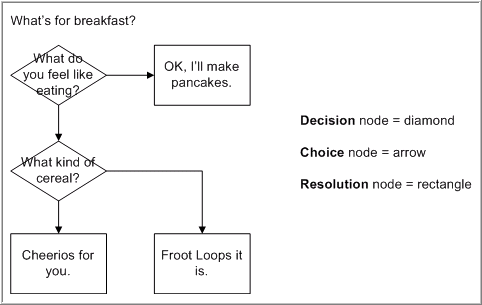 What's for breakfast?
What do
you feel like
eating?
OK, I'll make
pancakes.
Decision node = diamond
Choice node = arrow
Resolution node = rectangle
What kind of
cereal?
Cheerios for
you.
Froot Loops it
is.